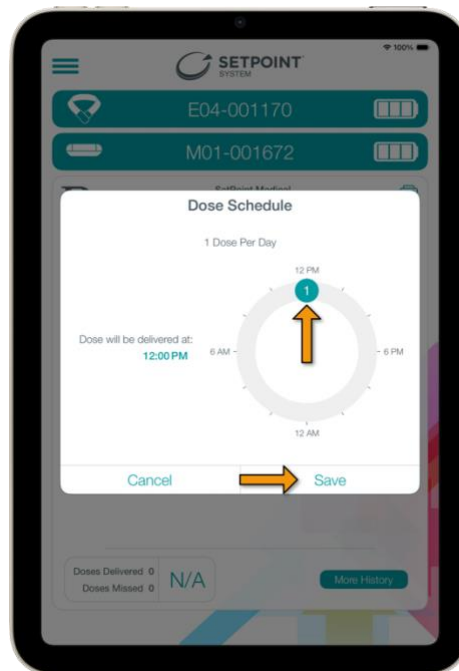 100%
SETPOINT
SYSTEM
E04-001170
M01-001672
SetPoint Medical
Dose Schedule
1 Dose Per Day
12 PM
1
Dose will be delivered at:
12:00 PM
6 AM
6 PM
12 AM
Cancel
Save
Doses Delivered 0
Doses Missed 0
N/A
More History